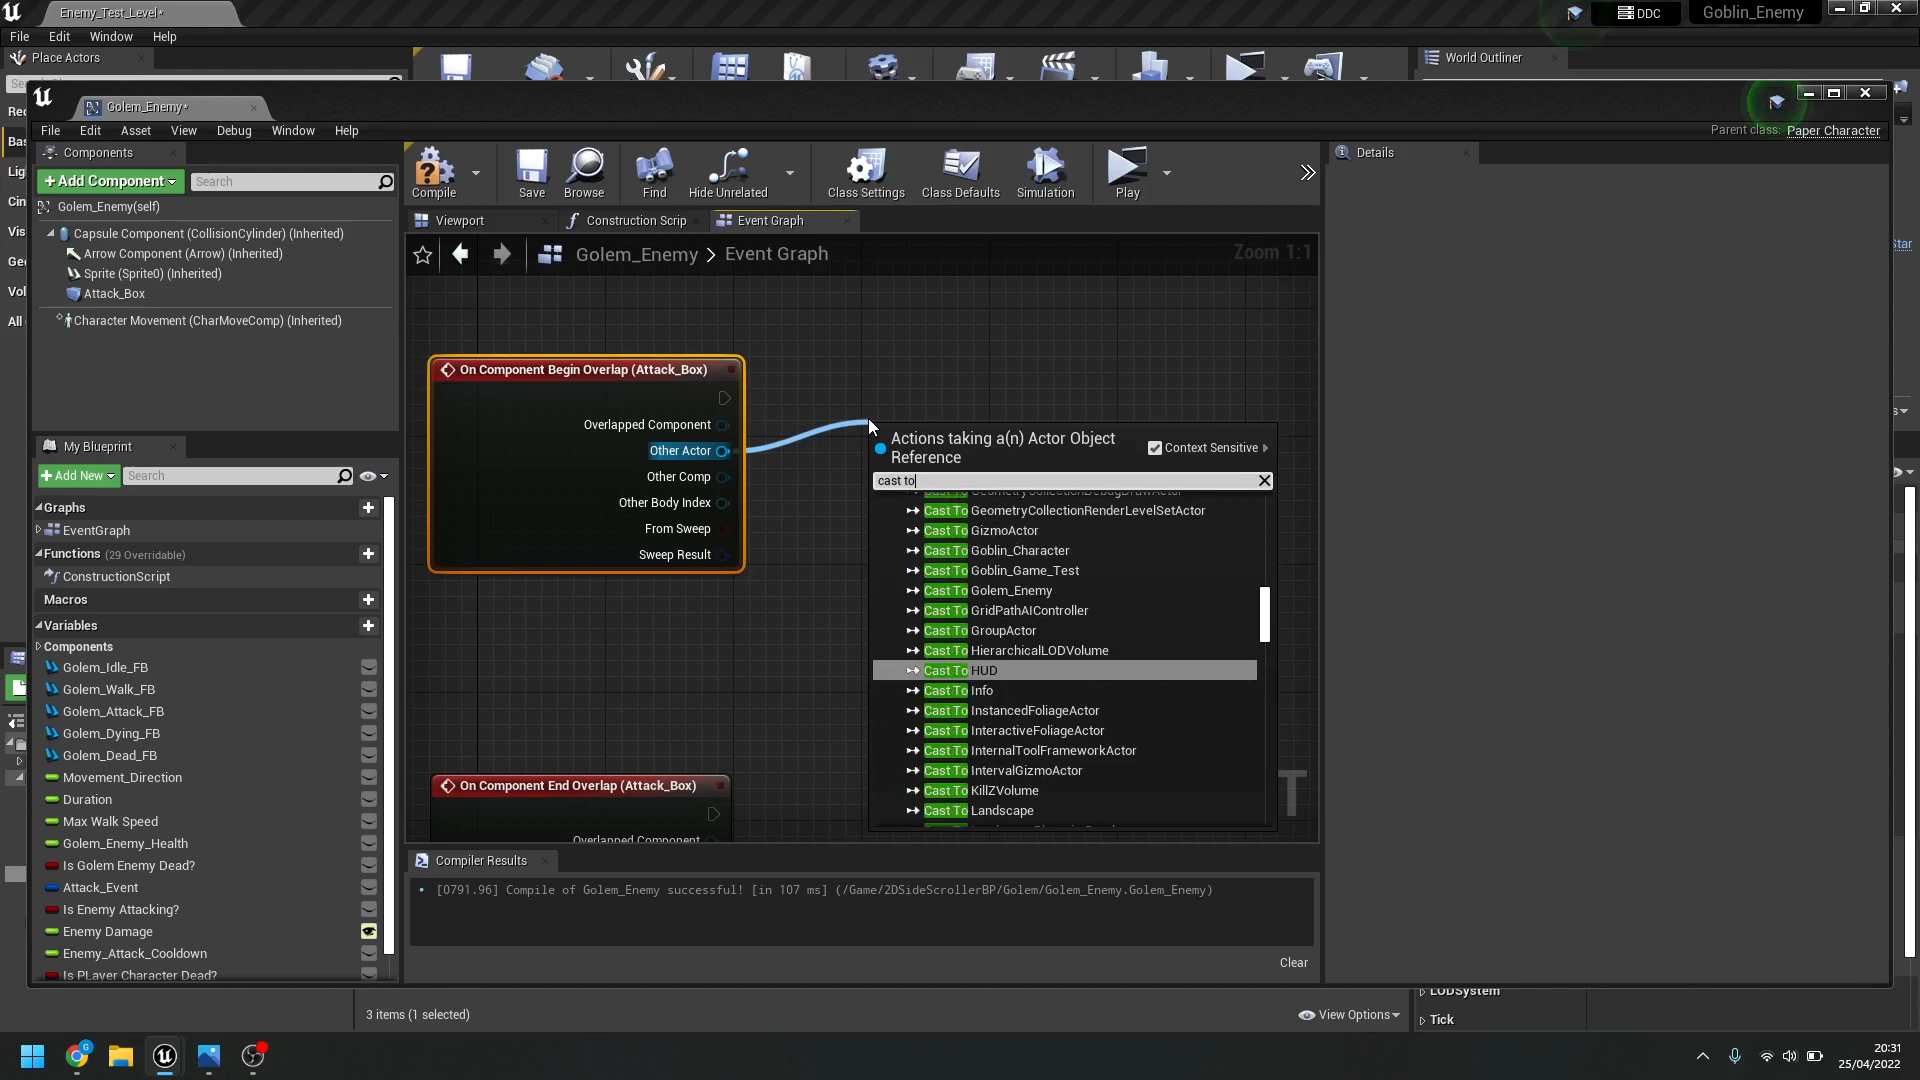 Enemy_Test_Level*
DDC
Goblin_Enemy
File Edit Window Help
Place Actors
World Outliner
Golem_Enemy*
File Edit Asset View Debug Window Help
Parent class: Paper Character
Components
+ Add Component
Search
Golem_Enemy(self)
Capsule Component (CollisionCylinder) (Inherited)
Arrow Component (Arrow) (Inherited)
Sprite (Sprite0) (Inherited)
Attack_Box
Character Movement (CharMoveComp) (Inherited)
Compile
Save
Browse
Find
Hide Unrelated
Class Settings
Class Defaults
Simulation
Play
Details
Viewport
Construction Scrip
Event Graph
Golem_Enemy > Event Graph
Zoom 1:1
On Component Begin Overlap (Attack_Box)
Overlapped Component
Other Actor
Other Comp
Other Body Index
From Sweep
Sweep Result
On Component End Overlap (Attack_Box)
Overlapped Component
Actions taking a(n) Actor Object
Reference
Context Sensitive
cast to
Cast To GeometryCollectionDebugDrawActor
Cast To GeometryCollectionRenderLevelSetActor
Cast To GizmoActor
Cast To Goblin_Character
Cast To Goblin_Game_Test
Cast To Golem_Enemy
Cast To GridPathAIController
Cast To GroupActor
Cast To HierarchicalLODVolume
Cast To HUD
Cast To Info
Cast To InstancedFoliageActor
Cast To InteractiveFoliageActor
Cast To InternalToolFrameworkActor
Cast To IntervalGizmoActor
Cast To KillZVolume
Cast To Landscape
My Blueprint
+ Add New
Search
Graphs
EventGraph
Functions (29 Overridable)
ConstructionScript
Macros
Variables
Components
Golem_Idle_FB
Golem_Walk_FB
Golem_Attack_FB
Golem_Dying_FB
Golem_Dead_FB
Movement_Direction
Duration
Max Walk Speed
Golem_Enemy_Health
Is Golem Enemy Dead?
Attack_Event
Is Enemy Attacking?
Enemy Damage
Enemy_Attack_Cooldown
Is PLayer Character Dead?
Compiler Results
• [0791.96] Compile of Golem_Enemy successful! [in 107 ms] (/Game/2DSideScrollerBP/Golem/Golem_Enemy.Golem_Enemy)
Clear
3 items (1 selected)
View Options
LODSystem
Tick
20:31
25/04/2022